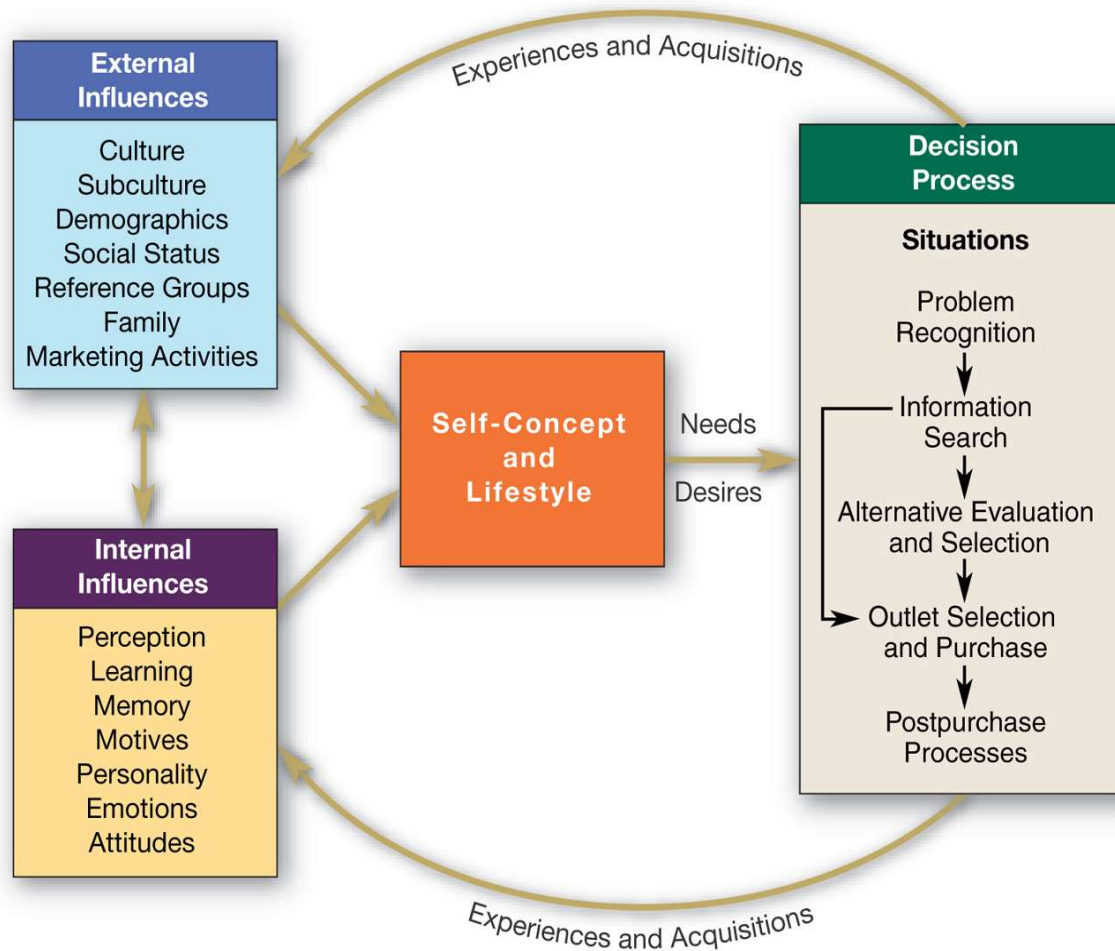 External
Influences
Culture
Subculture
Demographics
Social Status
Reference Groups
Family
Marketing Activities
Internal
Influences
Perception
Learning
Memory
Motives
Personality
Emotions
Attitudes
Experiences and Acquisitions
Self-Concept
and
Lifestyle
Needs
Desires
Experiences and Acquisitions
Decision
Process
Situations
Problem
Recognition
Information
Search
Alternative Evaluation
and Selection
Outlet Selection
and Purchase
Postpurchase
Processes